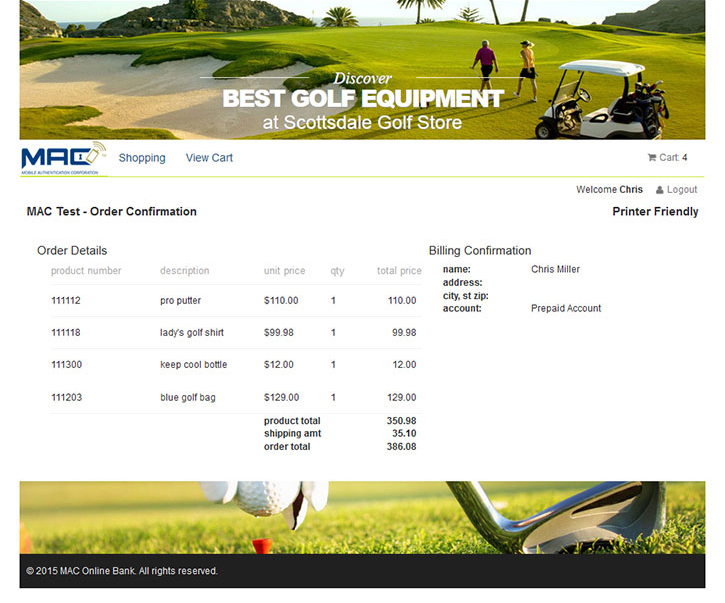 Discover
BEST GOLF EQUIPMENT
at Scottsdale Golf Store
MAC
MOBILE AUTHENTICATION CORPORATION
Shopping View Cart Cart: 4
Welcome Chris Logout
MAC Test - Order Confirmation Printer Friendly
Order Details
product number description unit price qty total price
111112 pro putter $110.00 1 110.00
111118 lady's golf shirt $99.98 1 99.98
111300 keep cool bottle $12.00 1 12.00
111203 blue golf bag $129.00 1 129.00
product total 350.98
shipping amt 35.10
order total 386.08
Billing Confirmation
name: Chris Miller
address:
city, st zip:
account: Prepaid Account
© 2015 MAC Online Bank. All rights reserved.